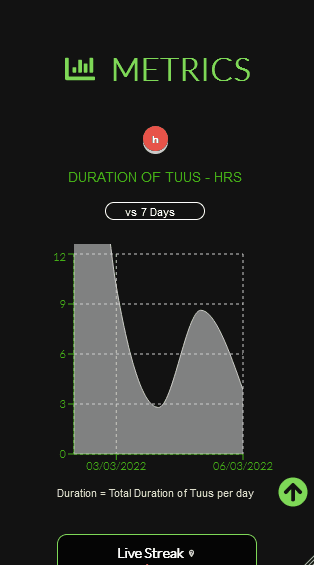 METRICS
h
DURATION OF TUUS - HRS
vs 7 Days
12
9
6
3
0
03/03/2022 06/03/2022
Duration = Total Duration of Tuus per day
Live Streak